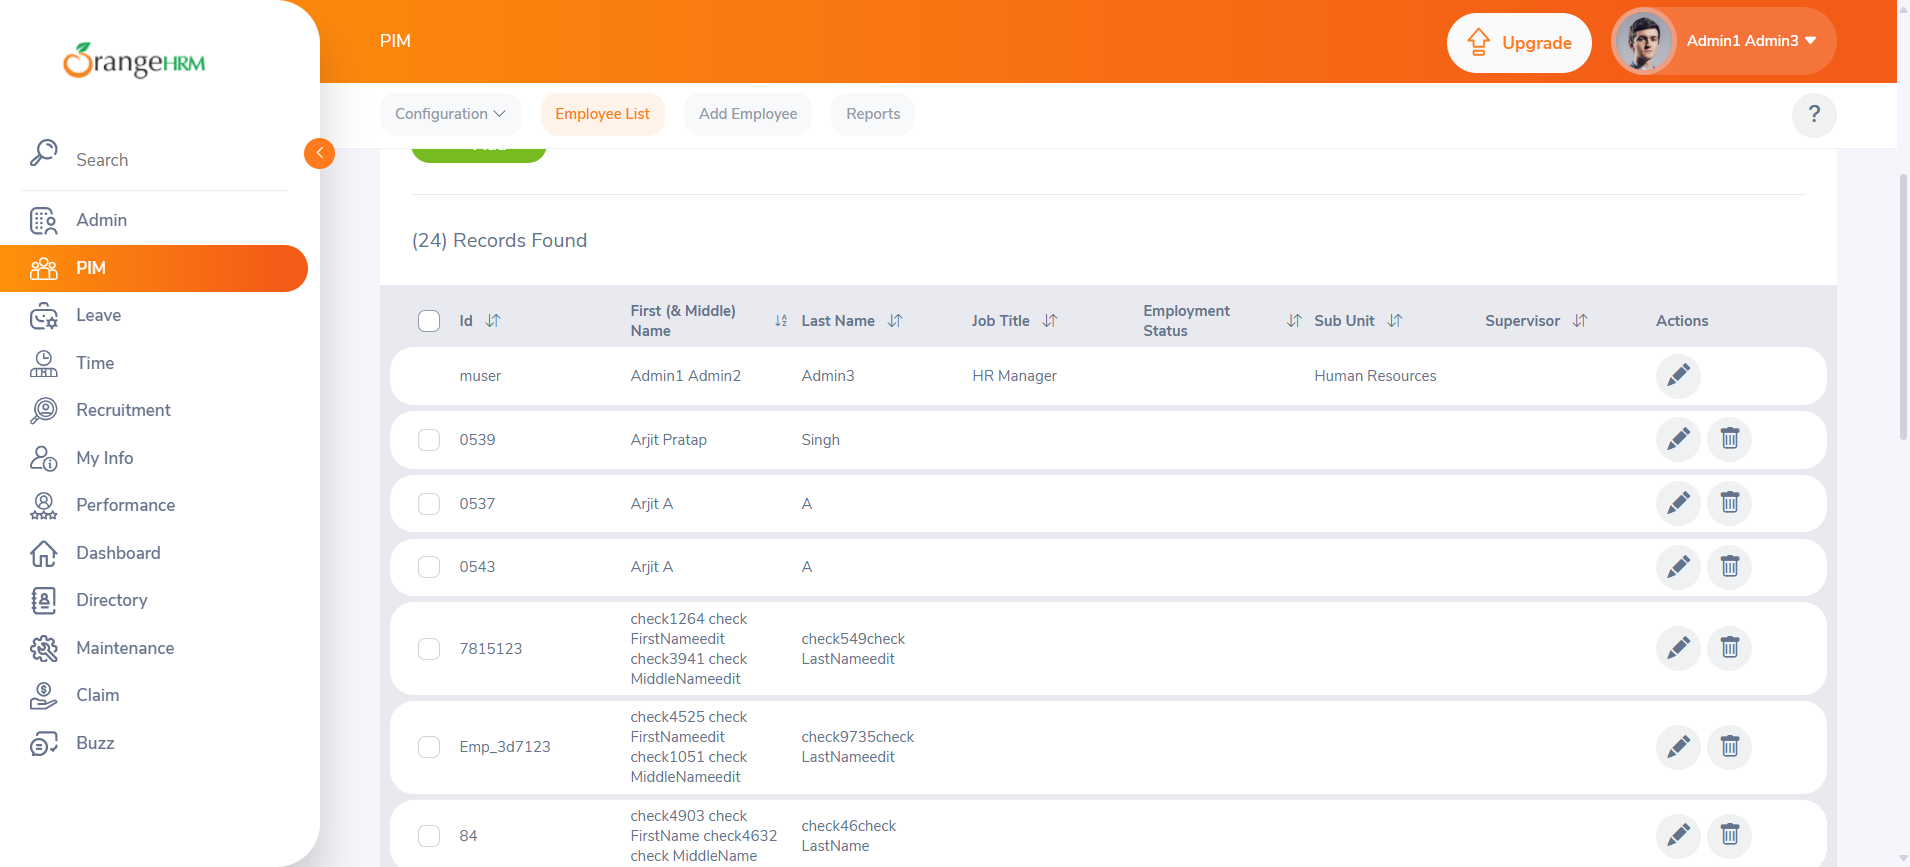 OrangeHRM
PIM
Upgrade
Admin1 Admin3
Configuration
Employee List
Add Employee
Reports
?
Search
Admin
PIM
Leave
Time
Recruitment
My Info
Performance
Dashboard
Directory
Maintenance
Claim
Buzz
(24) Records Found
Id
First (& Middle)
Name
Last Name
Job Title
Employment
Status
Sub Unit
Supervisor
Actions
muser
Admin1 Admin2
Admin3
HR Manager
Human Resources
0539
Arjit Pratap
Singh
0537
Arjit A
A
0543
Arjit A
A
7815123
check1264 check
FirstNameedit
check3941 check
MiddleNameedit
check549check
LastNameedit
Emp_3d7123
check4525 check
FirstNameedit
check1051 check
MiddleNameedit
check9735check
LastNameedit
84
check4903 check
FirstName check4632
check MiddleName
check46check
LastName